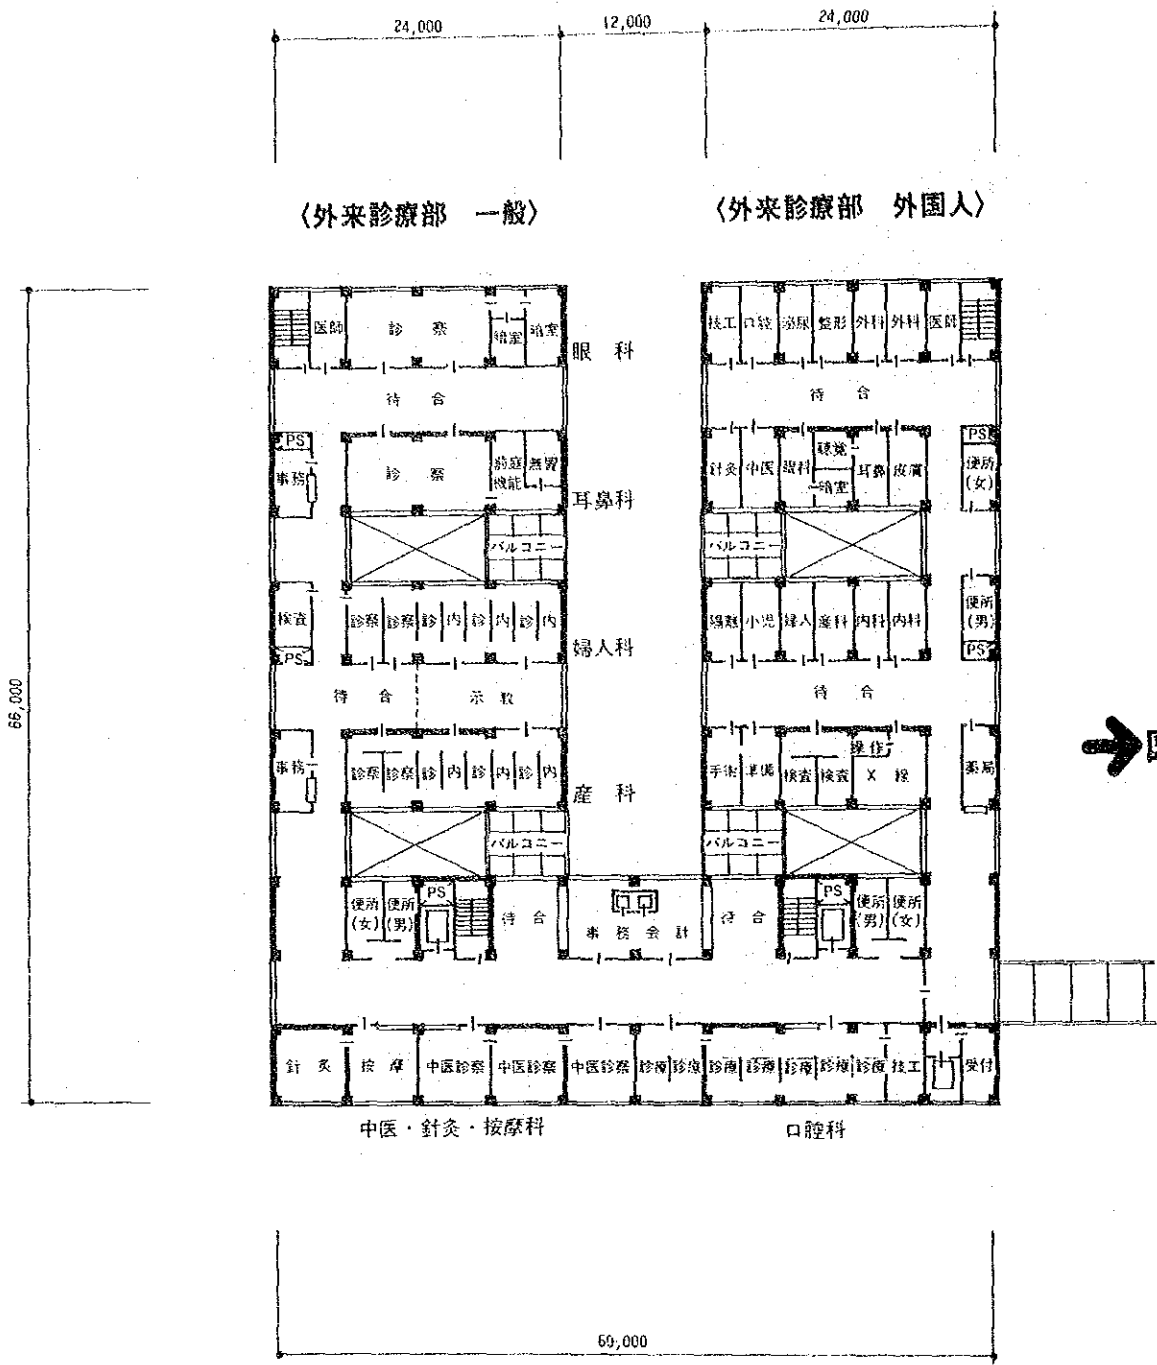 24,000 12,000 24,000
〈外来診療部 一般〉 〈外来診療部 外国人〉
医師 診察 暗室 暗室 技工 口腔 泌尿 整形 外科 外科 医師
眼科
待合 待合
PS PS
事務 診察 前庭機能 無響 針灸 中医 眼科 聴覚 暗室 耳鼻 皮膚 便所(女)
耳鼻科
バルコニー バルコニー
検査 診察 診察 診 内 診 内 診 内 小児 婦人 産科 内科 内科 便所(男)
婦人科
PS PS
待合 示教 待合
66,000
事務 診察 診察 診 内 診 内 診 内 手術 準備 検査 検査 操作 X線 薬局
産科
バルコニー バルコニー
便所(女) 便所(男) PS 待合 事務会計 待合 PS 便所(男) 便所(女)
針灸 按摩 中医診察 中医診察 中医診察 診療 診療 診療 診療 診療 診療 診療 技工 受付
中医・針灸・按摩科 口腔科
60,000